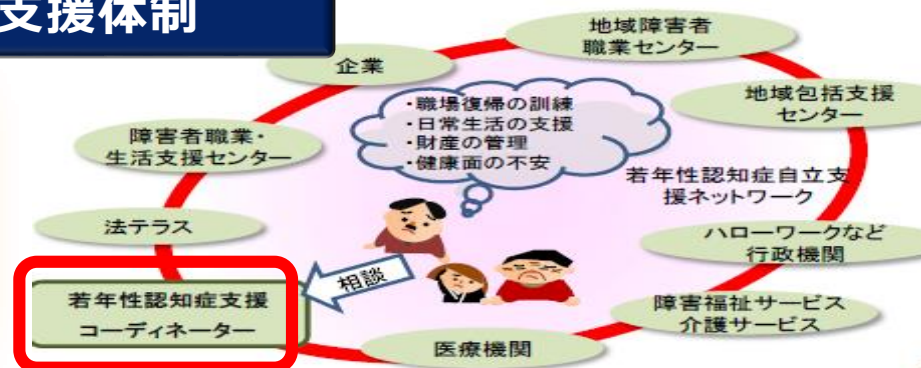 支援体制
地域障害者
職業センター
企業
・職場復帰の訓練
・日常生活の支援
・財産の管理
・健康面の不安
地域包括支援
センター
障害者職業・
生活支援センター
若年性認知症自立支
援ネットワーク
法テラス
ハローワークなど
行政機関
相談
若年性認知症支援
コーディネーター
障害福祉サービス
介護サービス
医療機関